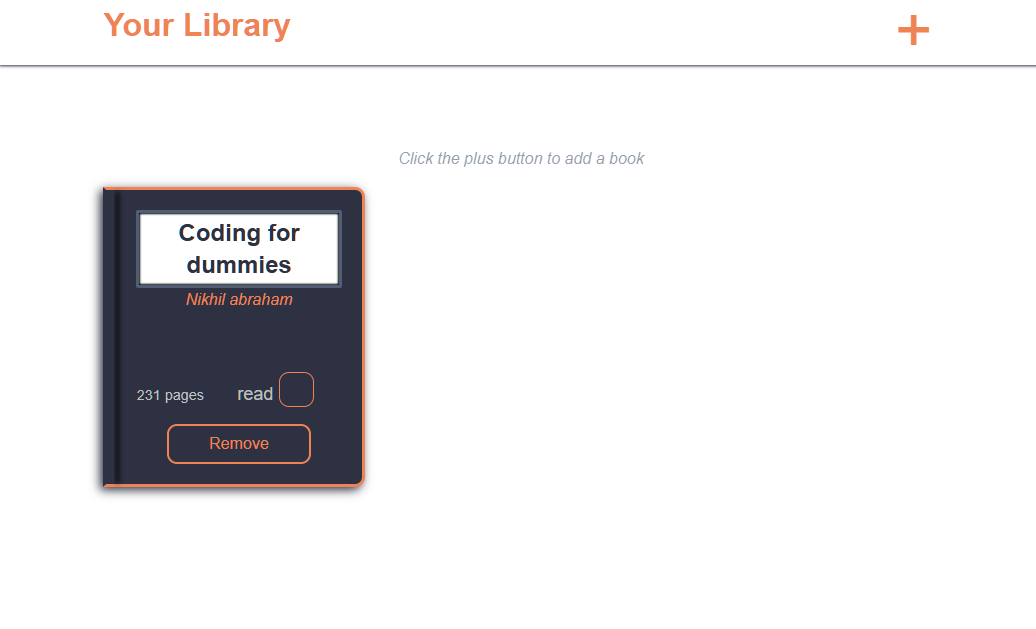 Your Library
+
Click the plus button to add a book
Coding for
dummies
Nikhil abraham
231 pages
read
Remove